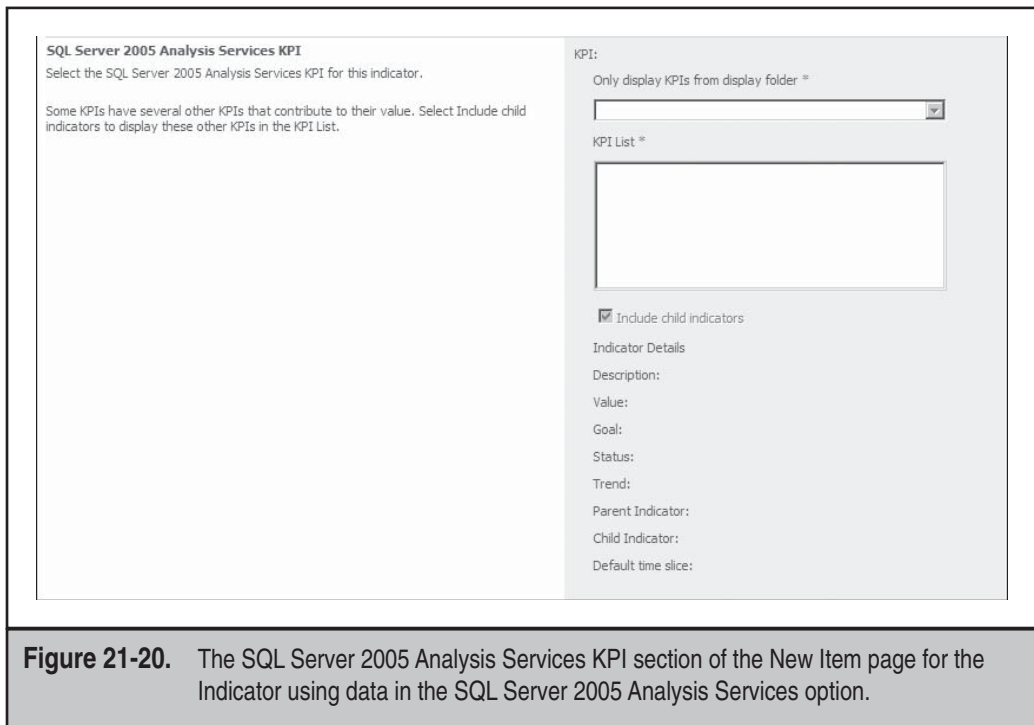 SQL Server 2005 Analysis Services KPI
Select the SQL Server 2005 Analysis Services KPI for this indicator.
Some KPIs have several other KPIs that contribute to their value. Select Include child
indicators to display these other KPIs in the KPI List.
KPI:
Only display KPIs from display folder *
KPI List *
Include child indicators
Indicator Details
Description:
Value:
Goal:
Status:
Trend:
Parent Indicator:
Child Indicator:
Default time slice:
Figure 21-20. The SQL Server 2005 Analysis Services KPI section of the New Item page for the
Indicator using data in the SQL Server 2005 Analysis Services option.